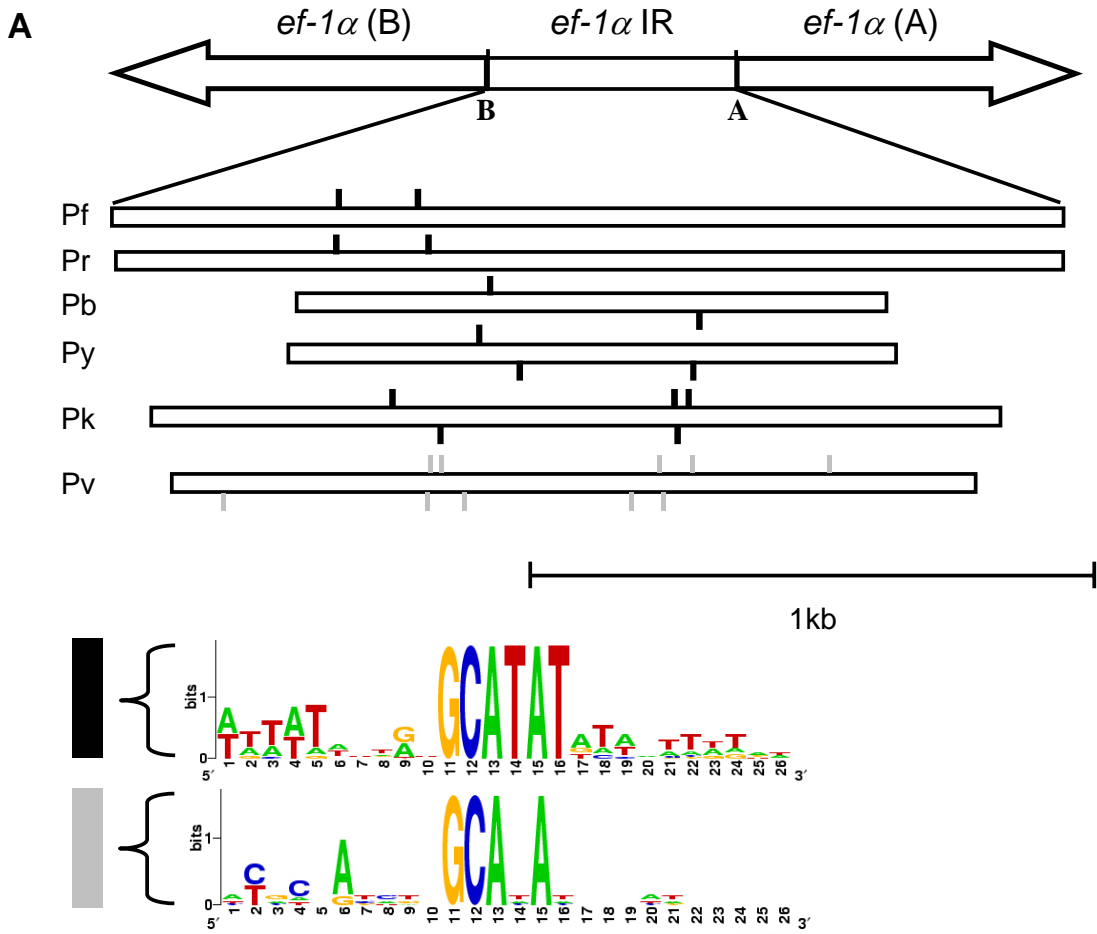 A
ef-1α (B) ef-1α IR ef-1α (A)
B A
Pf
Pr
Pb
Py
Pk
Pv
1kb
bits
1
0
GCATAT
5′ 1 2 3 4 5 6 7 8 9 10 11 12 13 14 15 16 17 18 19 20 21 22 23 24 25 26 3′
bits
1
0
GCA A
5′ 1 2 3 4 5 6 7 8 9 10 11 12 13 14 15 16 17 18 19 20 21 22 23 24 25 26 3′